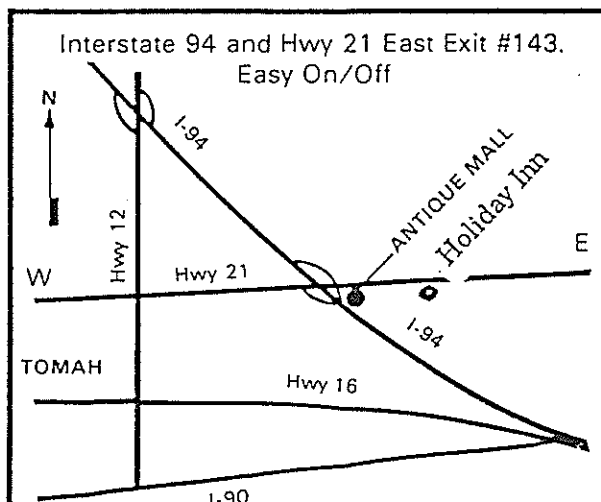 Interstate 94 and Hwy 21 East Exit #143.
Easy On/Off
N
I-94
Hwy 12
ANTIQUE MALL
Holiday Inn
W
Hwy 21
E
I-94
TOMAH
Hwy 16
I-90